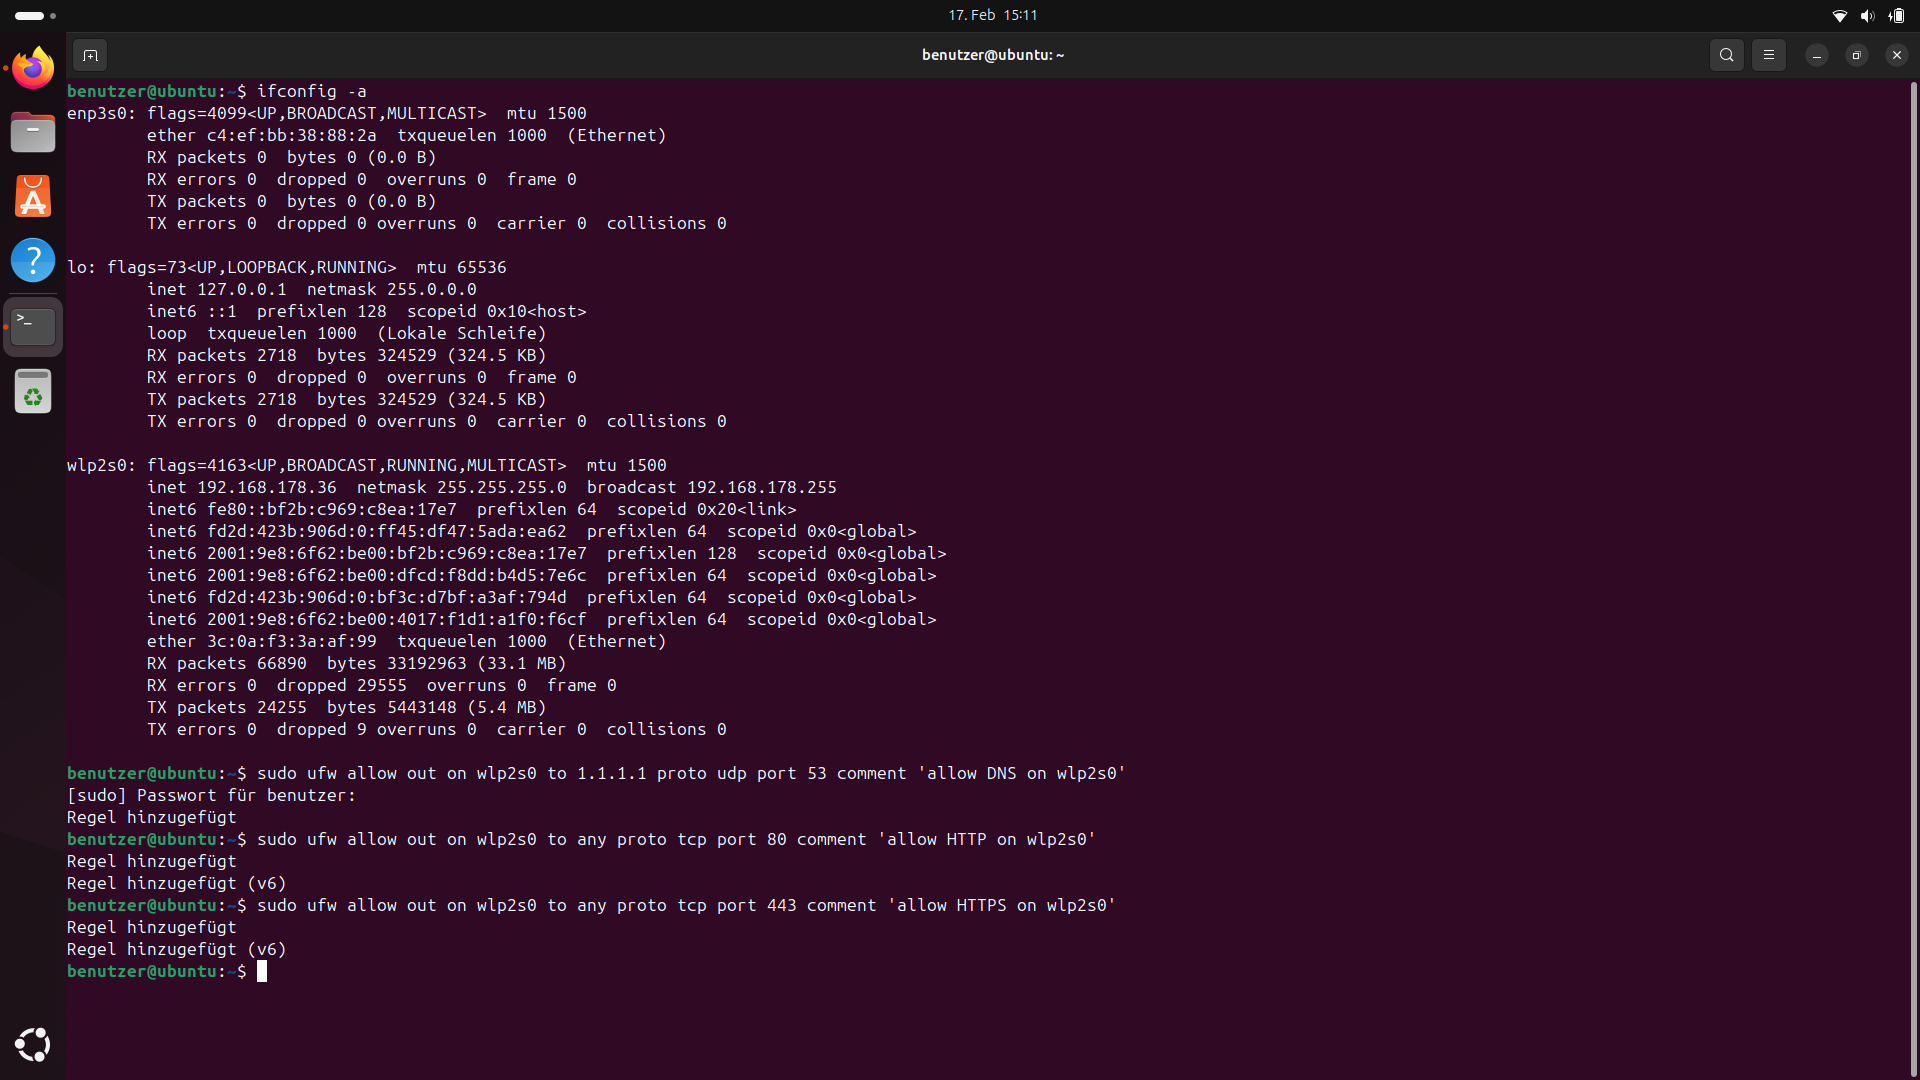 17. Feb 15:11
benutzer@ubuntu: ~
benutzer@ubuntu:~$ ifconfig -a
enp3s0: flags=4099<UP,BROADCAST,MULTICAST>  mtu 1500
        ether c4:ef:bb:38:88:2a  txqueuelen 1000  (Ethernet)
        RX packets 0  bytes 0 (0.0 B)
        RX errors 0  dropped 0  overruns 0  frame 0
        TX packets 0  bytes 0 (0.0 B)
        TX errors 0  dropped 0 overruns 0  carrier 0  collisions 0

lo: flags=73<UP,LOOPBACK,RUNNING>  mtu 65536
        inet 127.0.0.1  netmask 255.0.0.0
        inet6 ::1  prefixlen 128  scopeid 0x10<host>
        loop  txqueuelen 1000  (Lokale Schleife)
        RX packets 2718  bytes 324529 (324.5 KB)
        RX errors 0  dropped 0  overruns 0  frame 0
        TX packets 2718  bytes 324529 (324.5 KB)
        TX errors 0  dropped 0 overruns 0  carrier 0  collisions 0

wlp2s0: flags=4163<UP,BROADCAST,RUNNING,MULTICAST>  mtu 1500
        inet 192.168.178.36  netmask 255.255.255.0  broadcast 192.168.178.255
        inet6 fe80::bf2b:c969:c8ea:17e7  prefixlen 64  scopeid 0x20<link>
        inet6 fd2d:423b:906d:0:ff45:df47:5ada:ea62  prefixlen 64  scopeid 0x0<global>
        inet6 2001:9e8:6f62:be00:bf2b:c969:c8ea:17e7  prefixlen 128  scopeid 0x0<global>
        inet6 2001:9e8:6f62:be00:dfcd:f8dd:b4d5:7e6c  prefixlen 64  scopeid 0x0<global>
        inet6 fd2d:423b:906d:0:bf3c:d7bf:a3af:794d  prefixlen 64  scopeid 0x0<global>
        inet6 2001:9e8:6f62:be00:4017:f1d1:a1f0:f6cf  prefixlen 64  scopeid 0x0<global>
        ether 3c:0a:f3:3a:af:99  txqueuelen 1000  (Ethernet)
        RX packets 66890  bytes 33192963 (33.1 MB)
        RX errors 0  dropped 29555  overruns 0  frame 0
        TX packets 24255  bytes 5443148 (5.4 MB)
        TX errors 0  dropped 9 overruns 0  carrier 0  collisions 0

benutzer@ubuntu:~$ sudo ufw allow out on wlp2s0 to 1.1.1.1 proto udp port 53 comment 'allow DNS on wlp2s0'
[sudo] Passwort für benutzer:
Regel hinzugefügt
benutzer@ubuntu:~$ sudo ufw allow out on wlp2s0 to any proto tcp port 80 comment 'allow HTTP on wlp2s0'
Regel hinzugefügt
Regel hinzugefügt (v6)
benutzer@ubuntu:~$ sudo ufw allow out on wlp2s0 to any proto tcp port 443 comment 'allow HTTPS on wlp2s0'
Regel hinzugefügt
Regel hinzugefügt (v6)
benutzer@ubuntu:~$